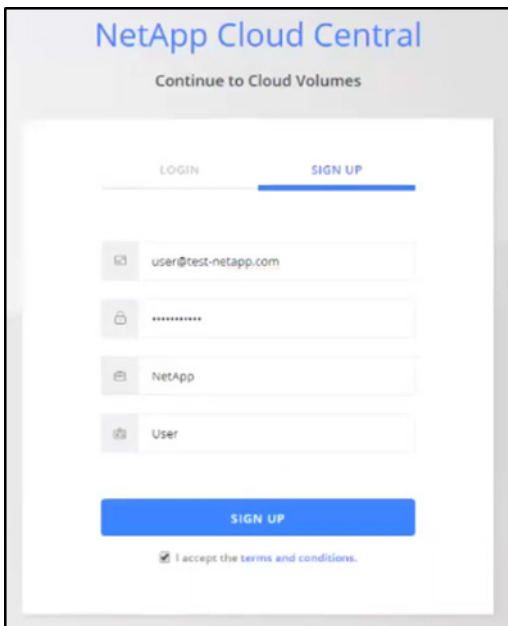 NetApp Cloud Central
Continue to Cloud Volumes
LOGIN SIGN UP
user@test-netapp.com
•••••••••••
NetApp
User
SIGN UP
I accept the terms and conditions.